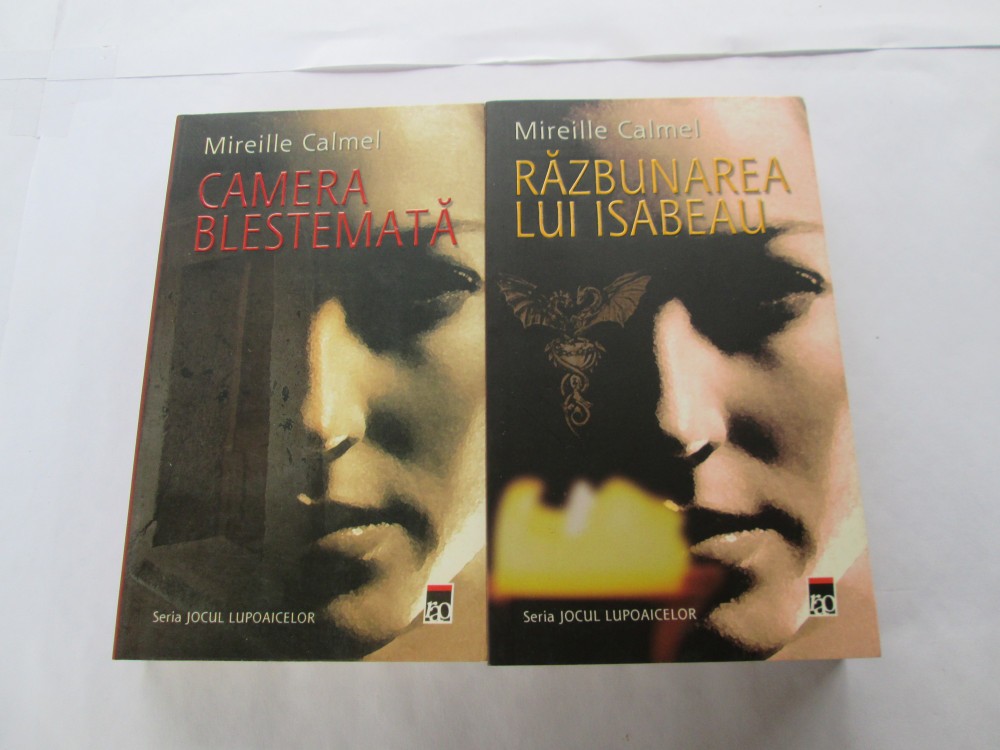 Mireille Calmel
CAMERA
BLESTEMATĂ
Seria JOCUL LUPOAICELOR
rao
Mireille Calmel
RĂZBUNAREA
LUI ISABEAU
Seria JOCUL LUPOAICELOR
rao